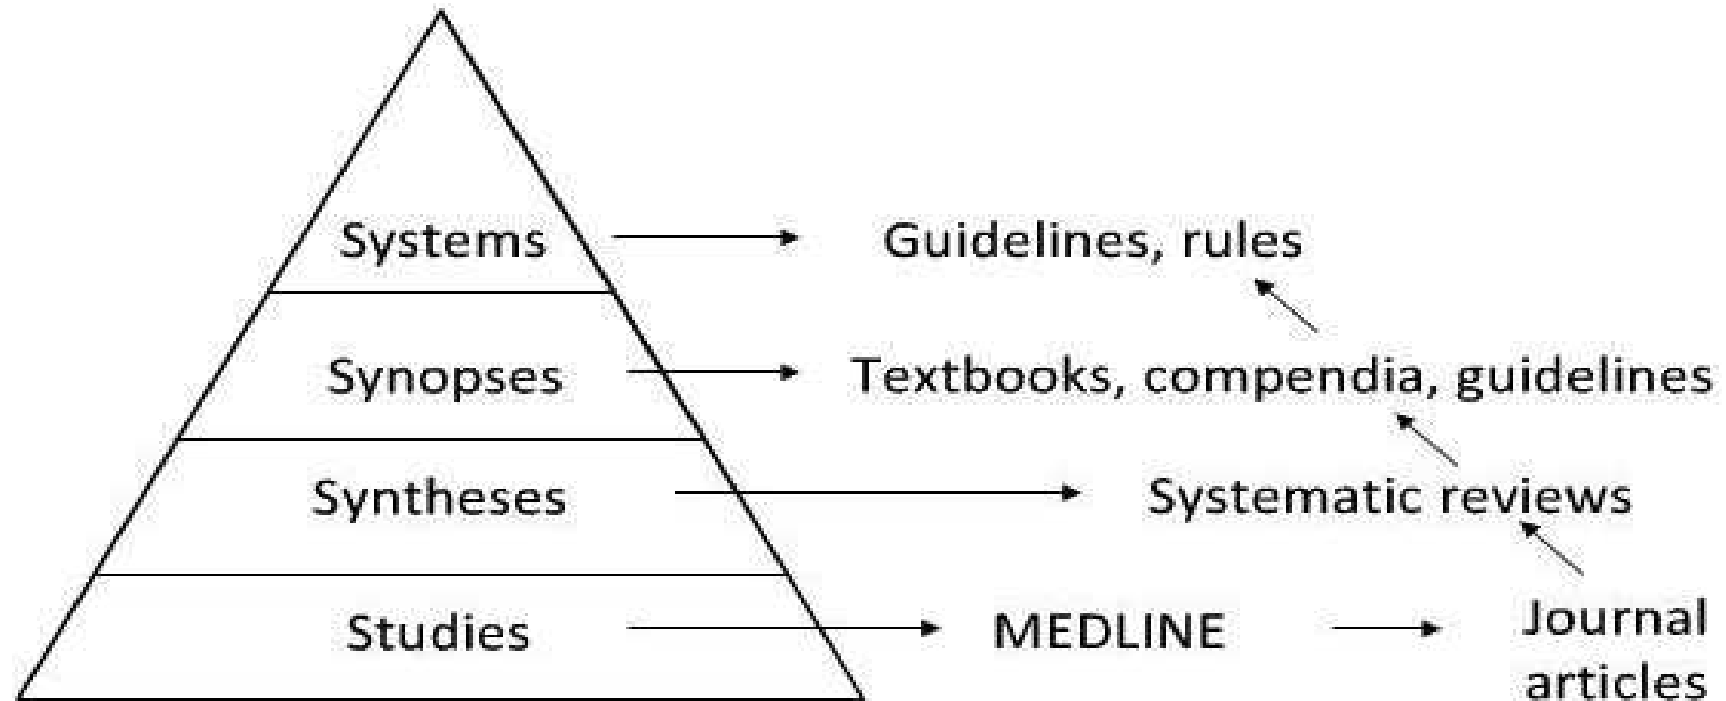 Systems Guidelines, rules
Synopses Textbooks, compendia, guidelines
Syntheses Systematic reviews
Studies MEDLINE Journal
articles